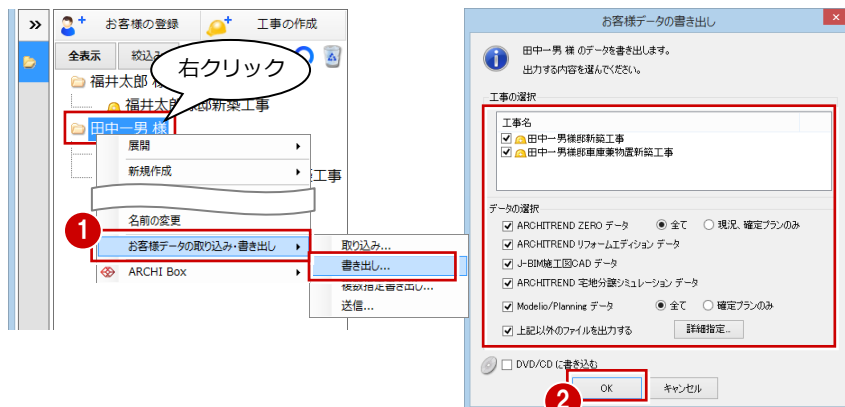 »
お客様の登録
工事の作成
全表示
絞込み
右クリック
福井太郎 様
福井太郎様邸新築工事
田中一男 様
展開
新規作成
工事
名前の変更
1
お客様データの取り込み・書き出し
ARCHI Box
取り込み...
書き出し...
複数指定書き出し...
送信...
お客様データの書き出し
×
田中一男 様 のデータを書き出します。
出力する内容を選んでください。
工事の選択
工事名
田中一男様邸新築工事
田中一男様邸車庫兼物置新築工事
データの選択
ARCHITREND ZERO データ 全て 現況、確定プランのみ
ARCHITREND リフォームエディション データ
J-BIM施工図CAD データ
ARCHITREND 宅地分譲シミュレーション データ
Modelio/Planning データ 全て 確定プランのみ
上記以外のファイルを出力する 詳細指定...
DVD/CD に書き込む
2
OK キャンセル